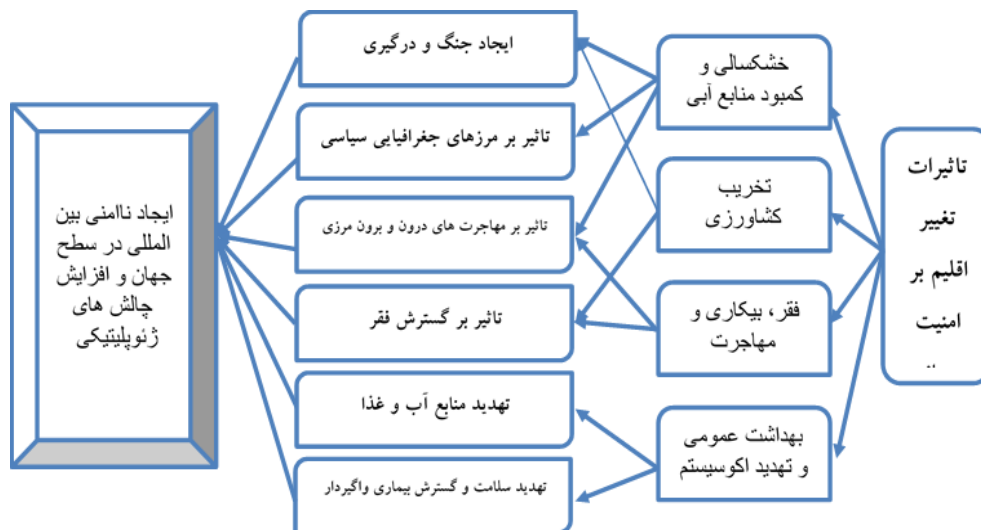 تاثیرات
تغییر
اقلیم بر
امنیت
خشکسالی و
کمبود منابع آبی
تخریب
کشاورزی
فقر، بیکاری و
مهاجرت
بهداشت عمومی
و تهدید اکوسیستم
ایجاد جنگ و درگیری
تاثیر بر مرزهای جغرافیایی سیاسی
تاثیر بر مهاجرت های درون و برون مرزی
تاثیر بر گسترش فقر
تهدید منابع آب و غذا
تهدید سلامت و گسترش بیماری واگیردار
ایجاد ناامنی بین
المللی در سطح
جهان و افزایش
چالش های
ژئوپلیتیکی